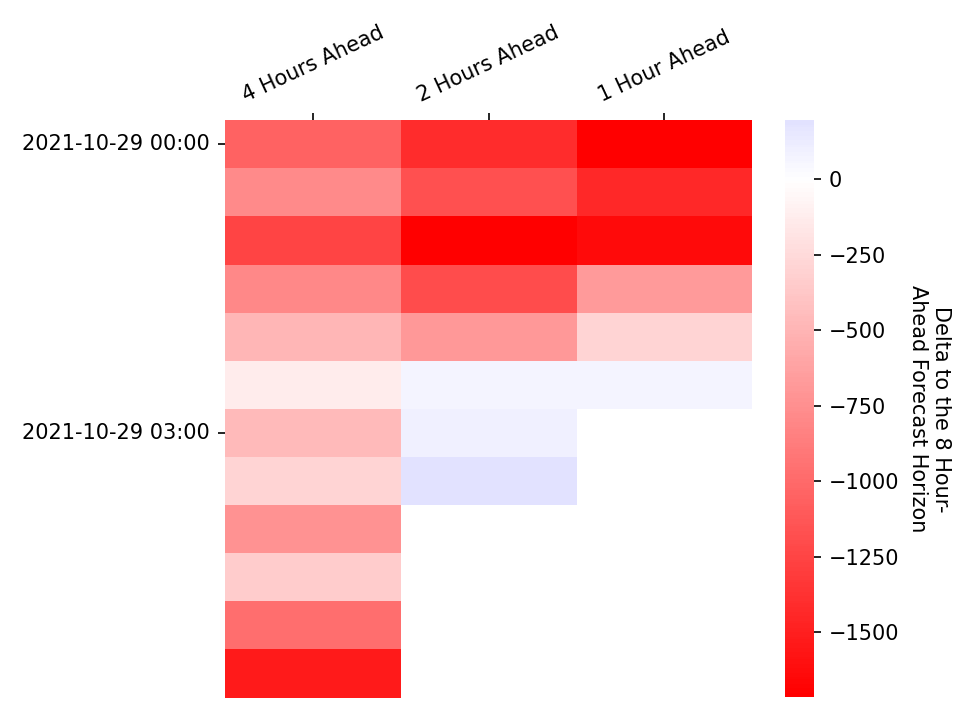 4 Hours Ahead
2 Hours Ahead
1 Hour Ahead
2021-10-29 00:00
2021-10-29 03:00
0
−250
−500
−750
−1000
−1250
−1500
Delta to the 8 Hour-
Ahead Forecast Horizon